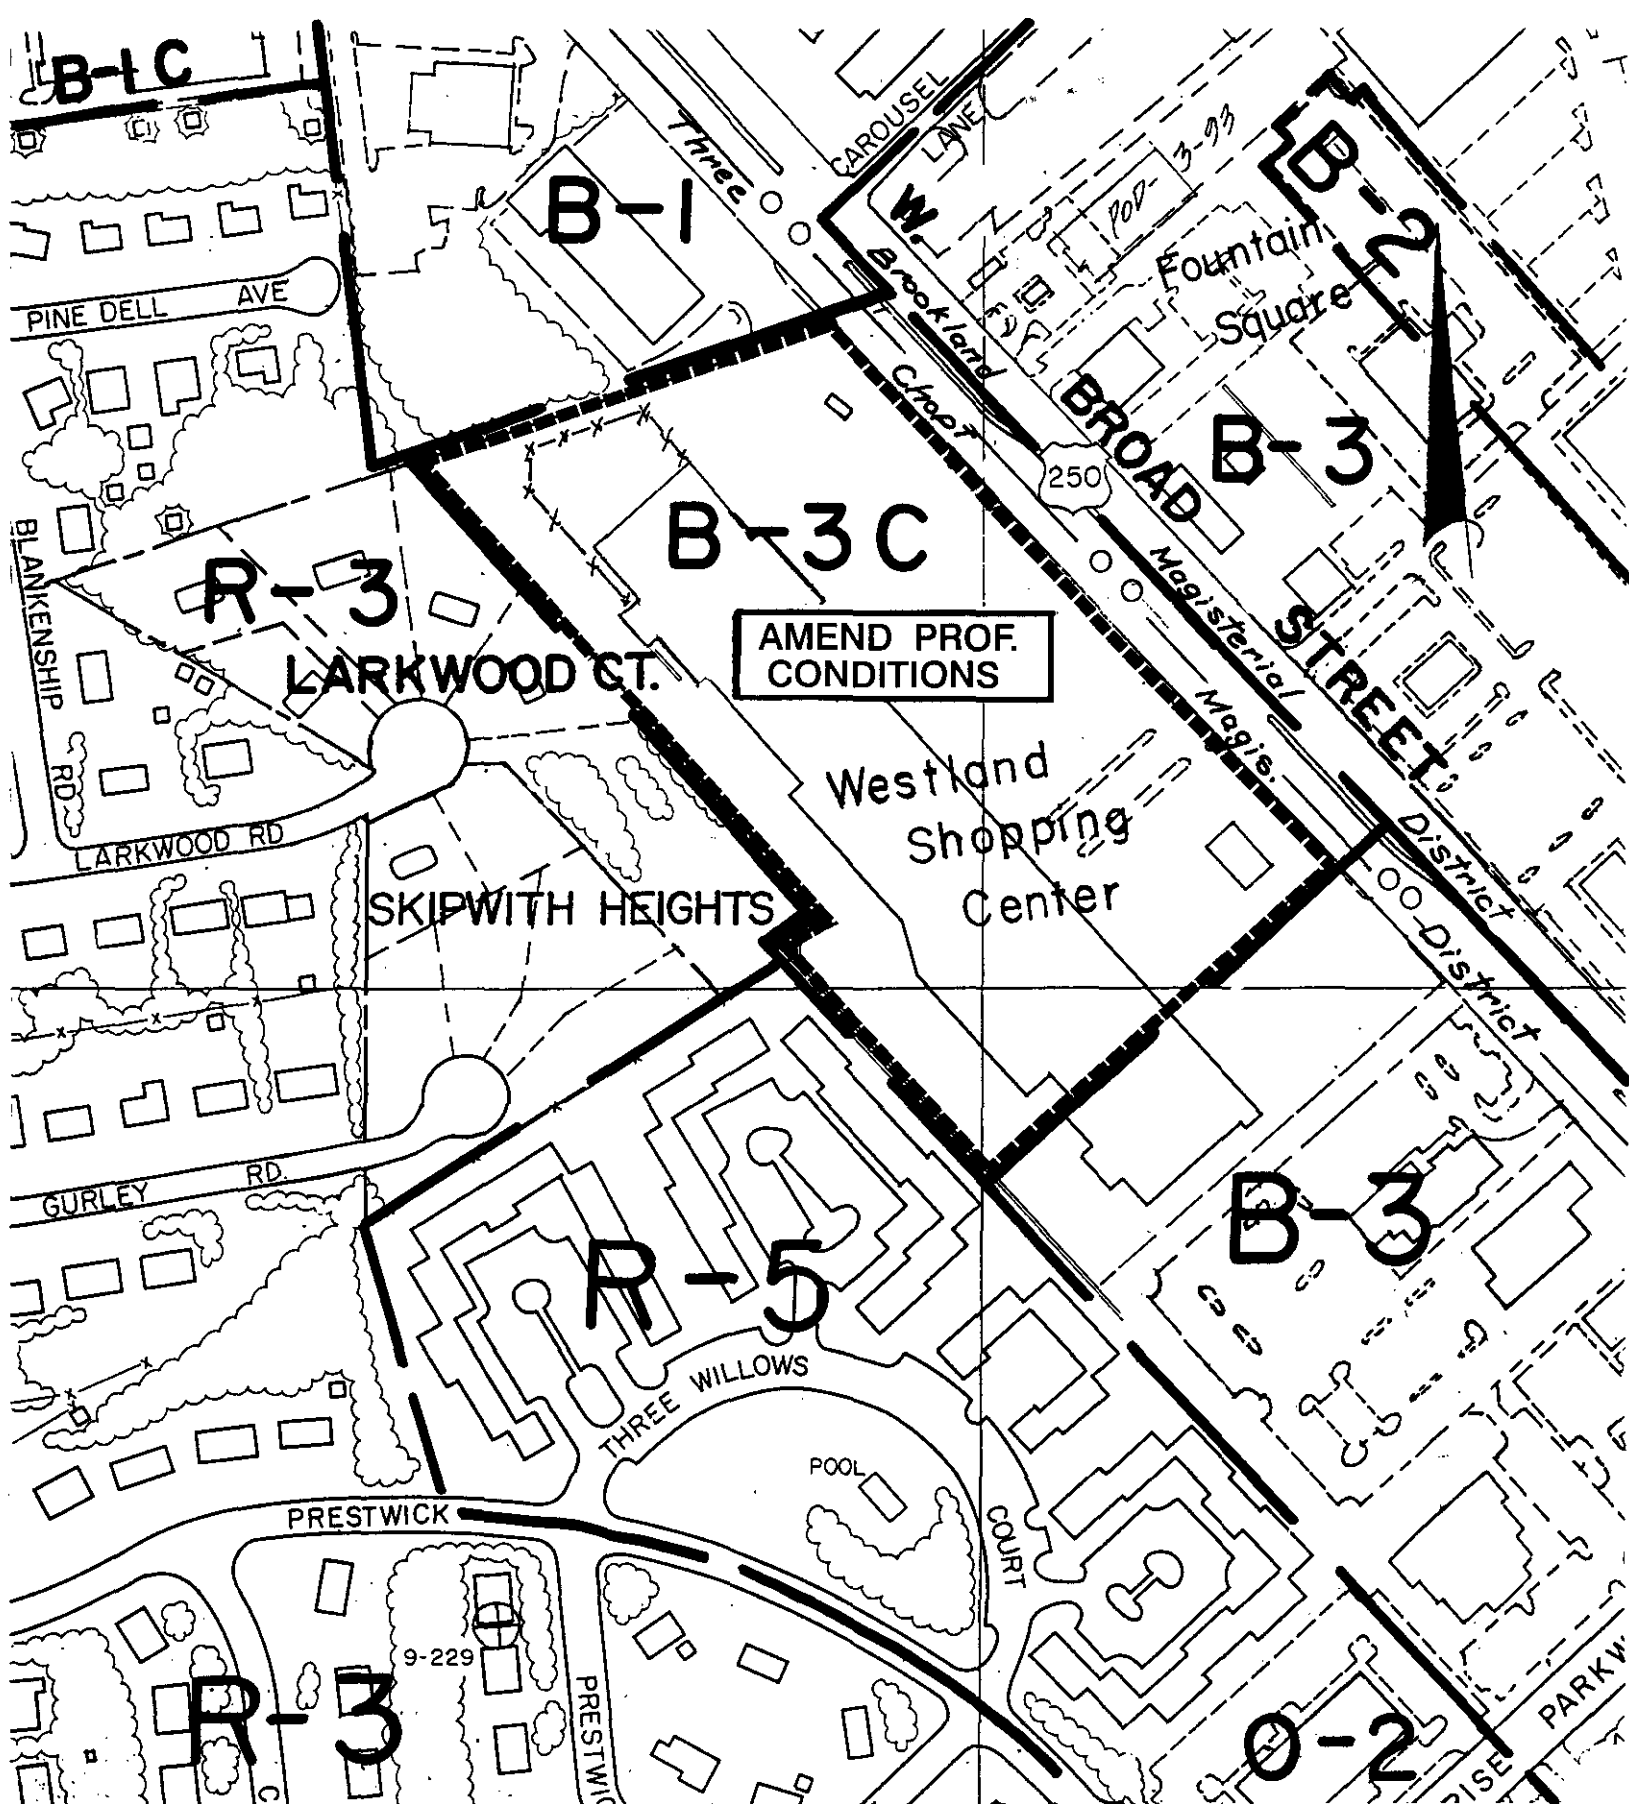 B-1C
CAROUSEL
LANE
Three
B-1
W.
POD- 3-93
B-2
Fountain
Square
PINE DELL AVE
Brookland
Chopt
BROAD
250
B-3
B-3C
BLANKENSHIP
RD
R-3
LARKWOOD CT.
AMEND PROF.
CONDITIONS
Magisterial
STREET
Magis.
Westland
Shopping
Center
District
District
LARKWOOD RD
SKIPWITH HEIGHTS
GURLEY RD.
B-3
R-5
THREE WILLOWS
COURT
POOL
PRESTWICK
9-229
R-3
PRESTWIC
C
O-2
RISE
PARKW